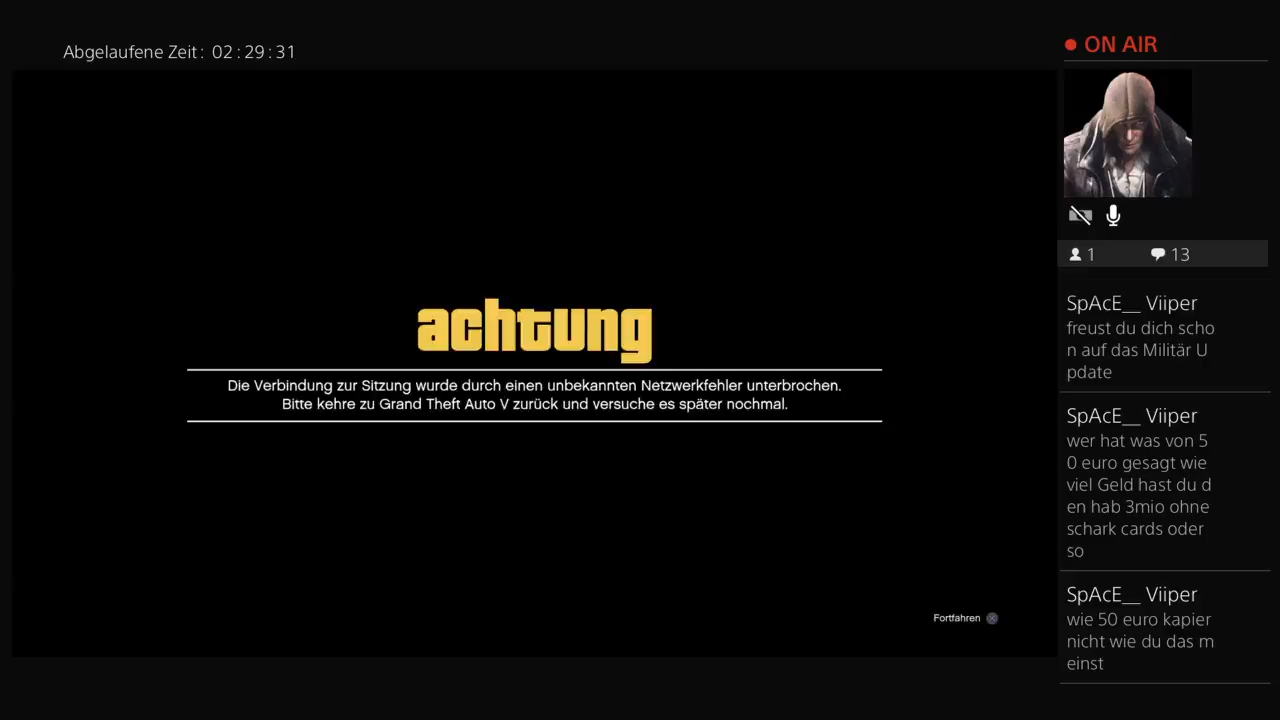 Abgelaufene Zeit: 02:29:31
ON AIR
1
13
achtung
Die Verbindung zur Sitzung wurde durch einen unbekannten Netzwerkfehler unterbrochen.
Bitte kehre zu Grand Theft Auto V zurück und versuche es später nochmal.
Fortfahren
SpAcE__ Viiper
freust du dich scho
n auf das Militär U
pdate
SpAcE__ Viiper
wer hat was von 5
0 euro gesagt wie
viel Geld hast du d
en hab 3mio ohne
schark cards oder
so
SpAcE__ Viiper
wie 50 euro kapier
nicht wie du das m
einst